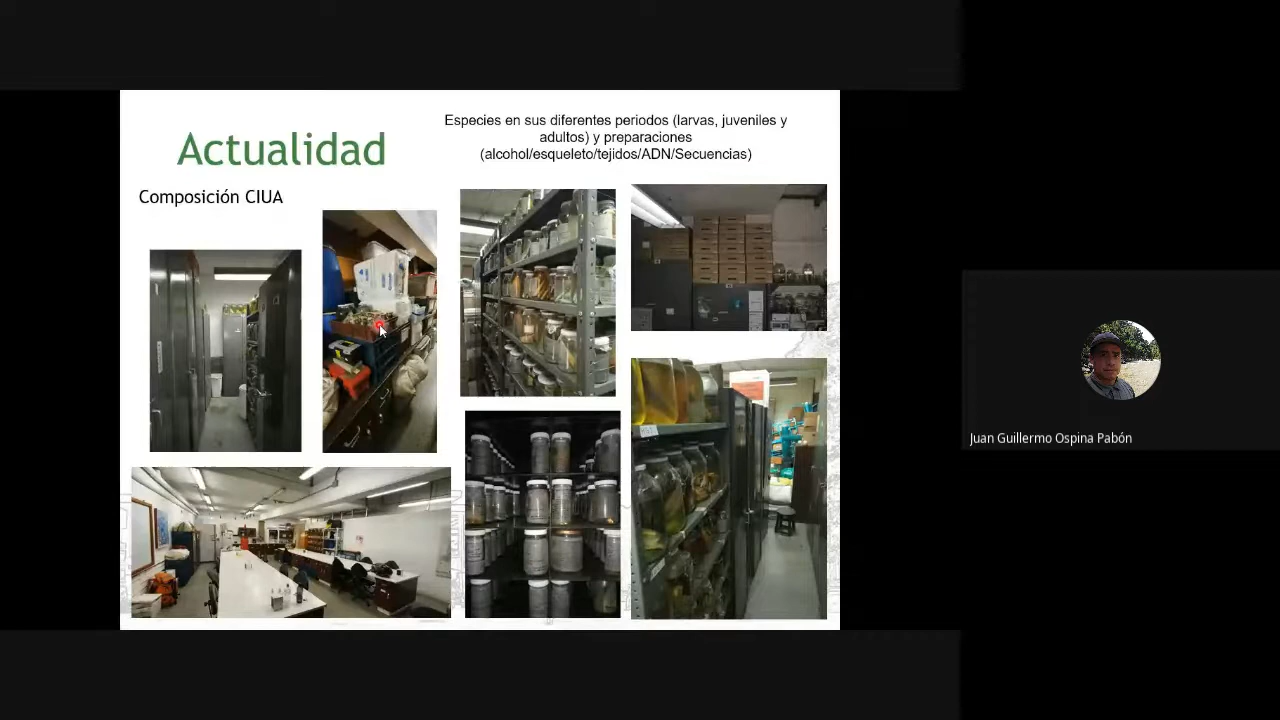 Actualidad
Especies en sus diferentes periodos (larvas, juveniles y
adultos) y preparaciones
(alcohol/esqueleto/tejidos/ADN/Secuencias)
Composición CIUA
Juan Guillermo Ospina Pabón